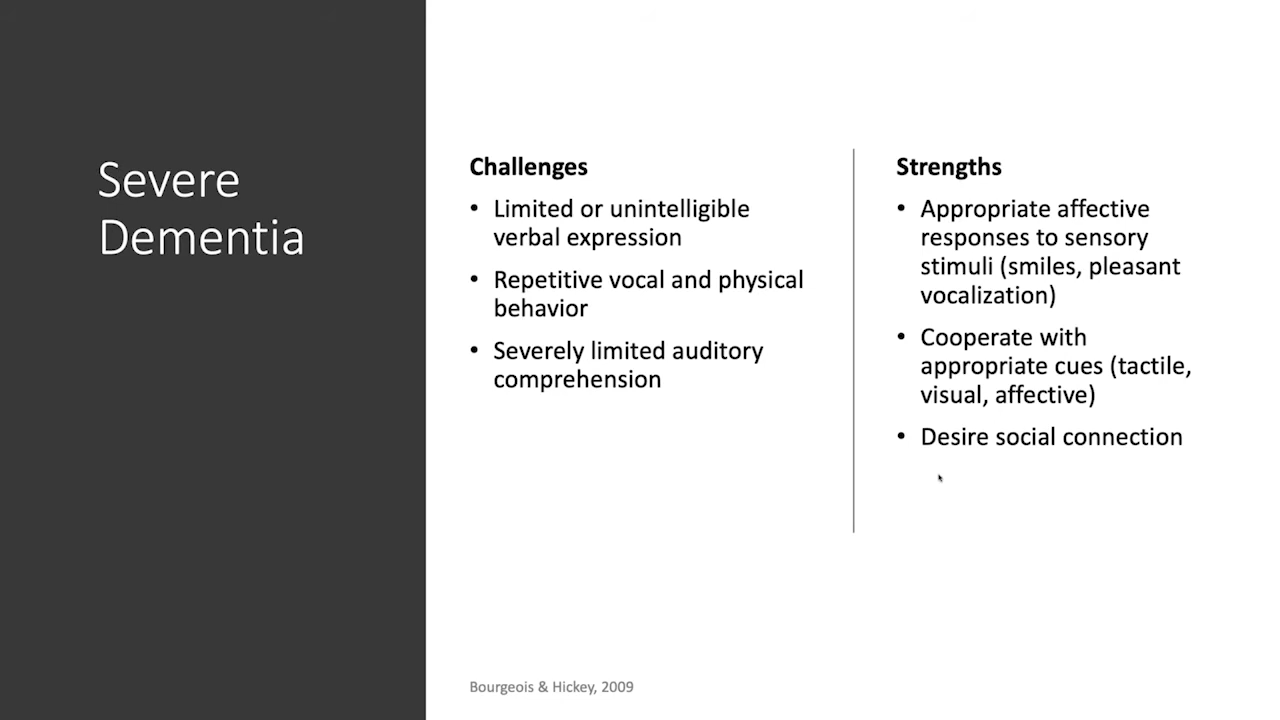 Severe
Dementia
Challenges
• Limited or unintelligible
verbal expression
• Repetitive vocal and physical
behavior
• Severely limited auditory
comprehension
Strengths
• Appropriate affective
responses to sensory
stimuli (smiles, pleasant
vocalization)
• Cooperate with
appropriate cues (tactile,
visual, affective)
• Desire social connection
Bourgeois & Hickey, 2009